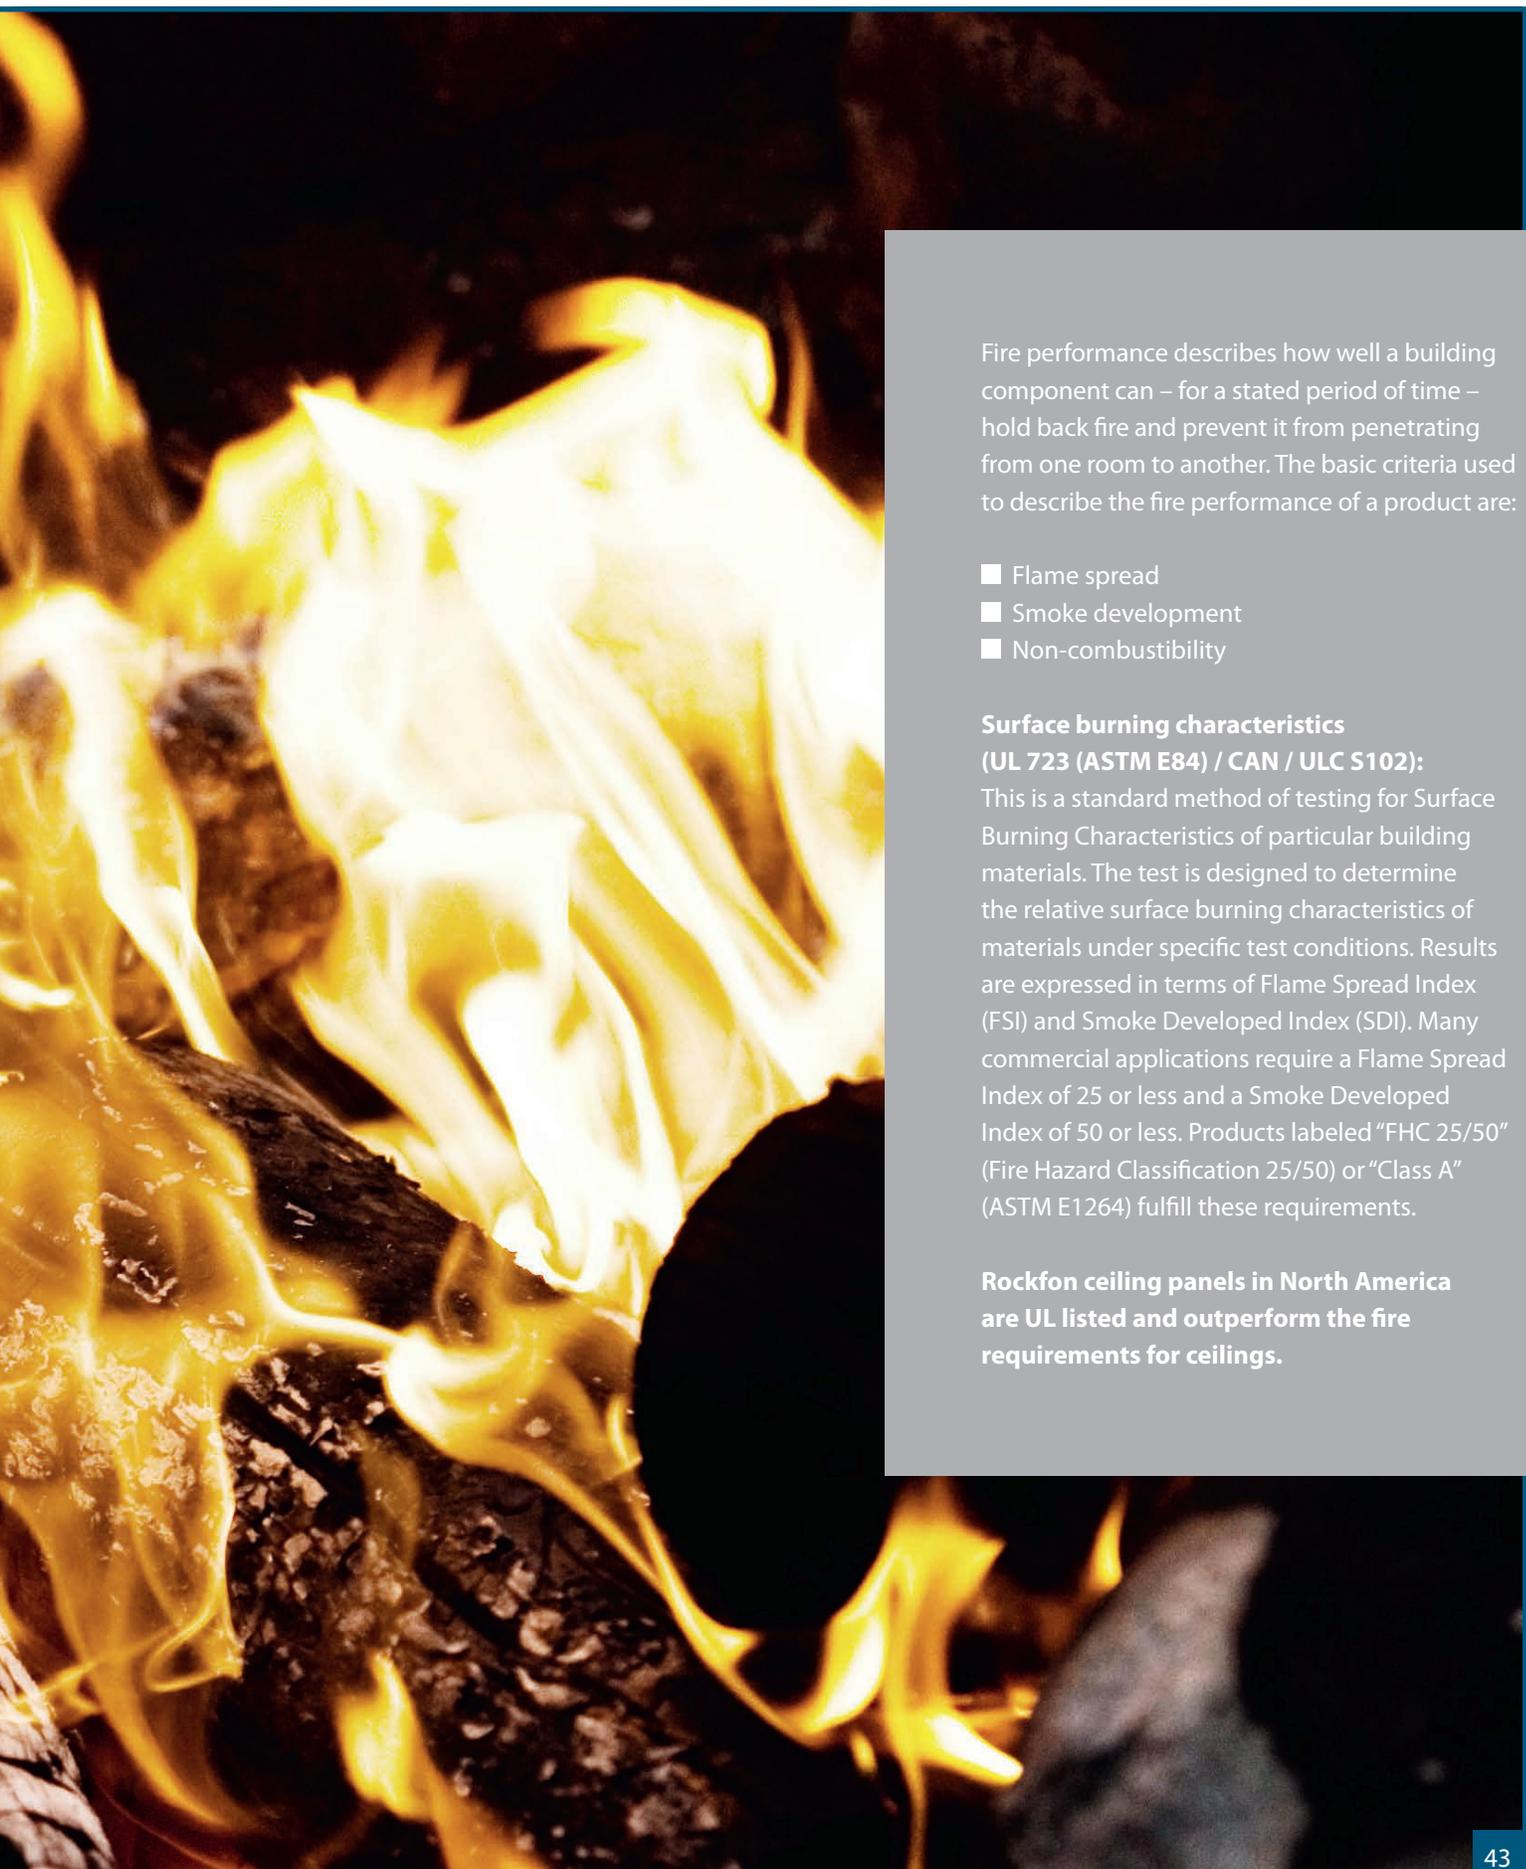 Fire performance describes how well a building
component can – for a stated period of time –
hold back fire and prevent it from penetrating
from one room to another. The basic criteria used
to describe the fire performance of a product are:
Flame spread
Smoke development
Non-combustibility
Surface burning characteristics
(UL 723 (ASTM E84) / CAN / ULC S102):
This is a standard method of testing for Surface
Burning Characteristics of particular building
materials. The test is designed to determine
the relative surface burning characteristics of
materials under specific test conditions. Results
are expressed in terms of Flame Spread Index
(FSI) and Smoke Developed Index (SDI). Many
commercial applications require a Flame Spread
Index of 25 or less and a Smoke Developed
Index of 50 or less. Products labeled “FHC 25/50”
(Fire Hazard Classification 25/50) or “Class A”
(ASTM E1264) fulfill these requirements.
Rockfon ceiling panels in North America
are UL listed and outperform the fire
requirements for ceilings.
43